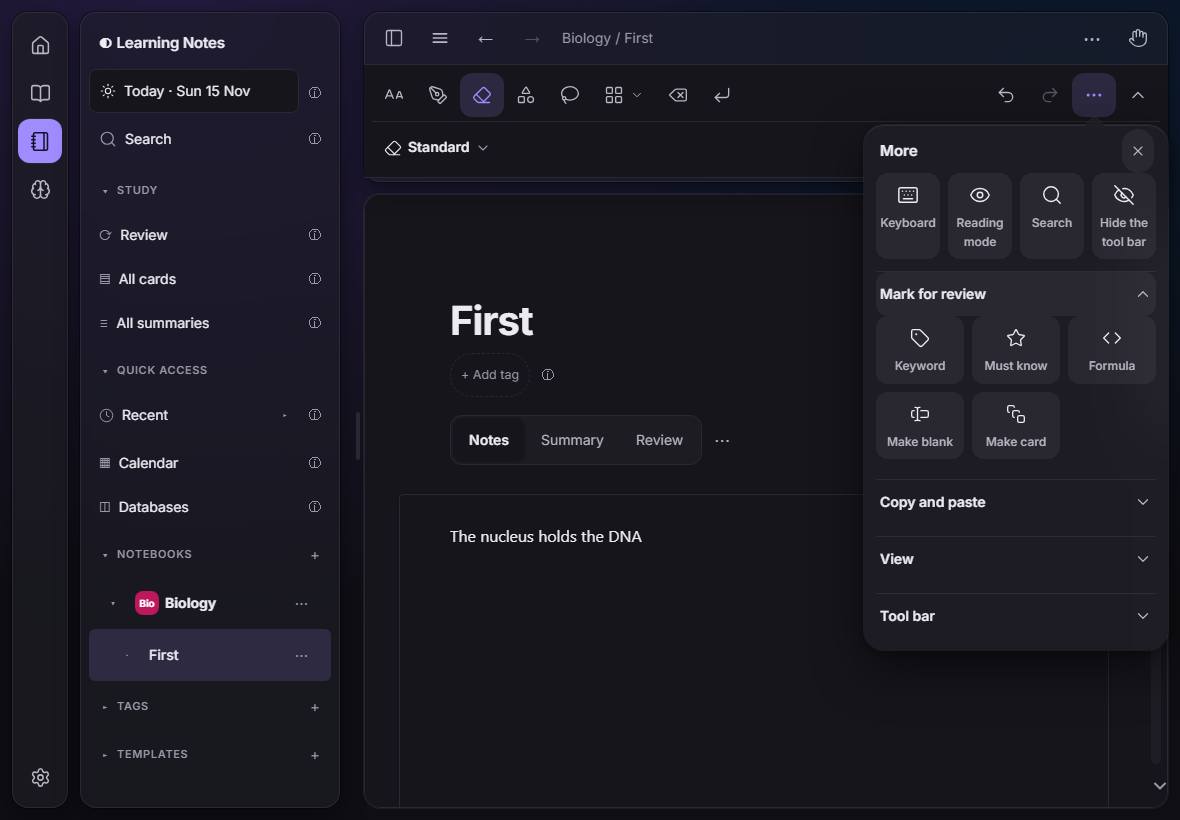 Learning Notes
Today · Sun 15 Nov
Search
STUDY
Review
All cards
All summaries
QUICK ACCESS
Recent
Calendar
Databases
NOTEBOOKS
Bio Biology
First
TAGS
TEMPLATES
Biology / First
AA
Standard
First
+ Add tag
Notes Summary Review
The nucleus holds the DNA
More
Keyboard
Reading mode
Search
Hide the tool bar
Mark for review
Keyword
Must know
Formula
Make blank
Make card
Copy and paste
View
Tool bar